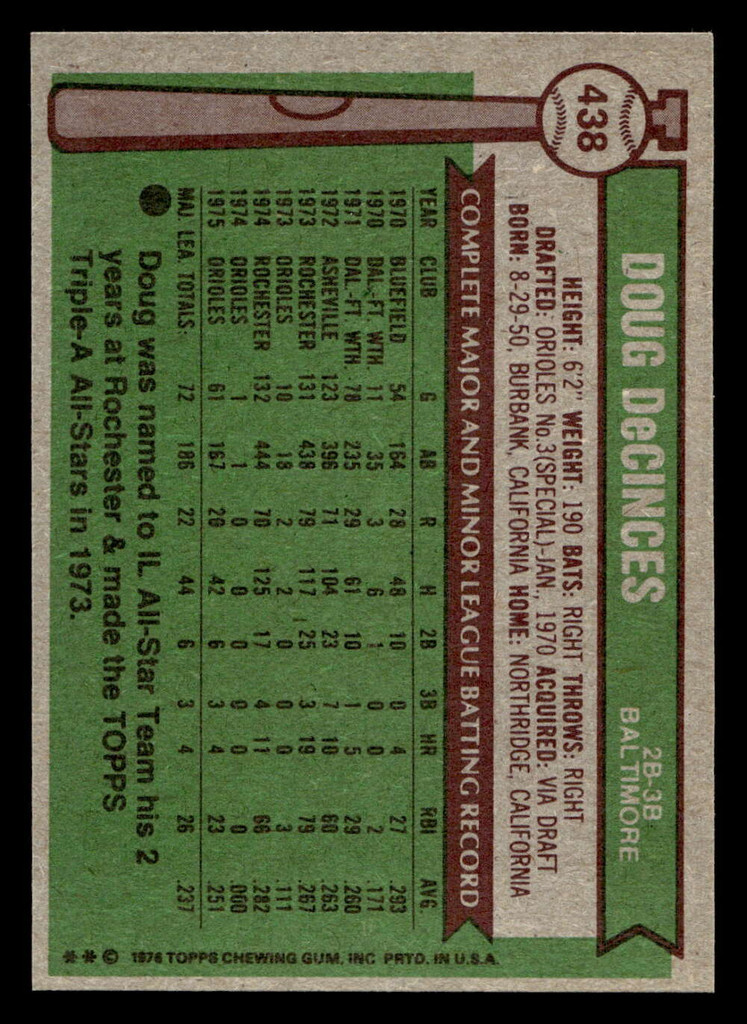 438
DOUG DeCINCES
2B-3B
BALTIMORE
HEIGHT: 6'2" WEIGHT: 190 BATS: RIGHT THROWS: RIGHT
DRAFTED: ORIOLES No.3(SPECIAL)-JAN., 1970 ACQUIRED: VIA DRAFT
BORN: 8-29-50, BURBANK, CALIFORNIA HOME: NORTHRIDGE, CALIFORNIA
COMPLETE MAJOR AND MINOR LEAGUE BATTING RECORD
YEAR CLUB G AB R H 2B 3B HR RBI AVG.
1970 BLUEFIELD 54 164 28 48 10 0 4 27 .293
1970 DAL.-FT. WTH. 11 35 3 6 1 0 0 2 .171
1971 DAL.-FT. WTH. 78 235 29 61 10 1 5 29 .260
1972 ASHEVILLE 123 396 71 104 23 7 10 60 .263
1973 ROCHESTER 131 438 79 117 25 3 19 79 .267
1973 ORIOLES 10 18 2 2 0 0 0 3 .111
1974 ROCHESTER 132 444 70 125 17 4 11 66 .282
1974 ORIOLES 1 1 0 0 0 0 0 0 .000
1975 ORIOLES 61 167 20 42 6 3 4 23 .251
MAJ. LEA. TOTALS: 72 186 22 44 6 3 4 26 .237
Doug was named to IL All-Star Team his 2
years at Rochester & made the TOPPS
Triple-A All-Stars in 1973.
** © 1976 TOPPS CHEWING GUM, INC PRTD. IN U.S.A.